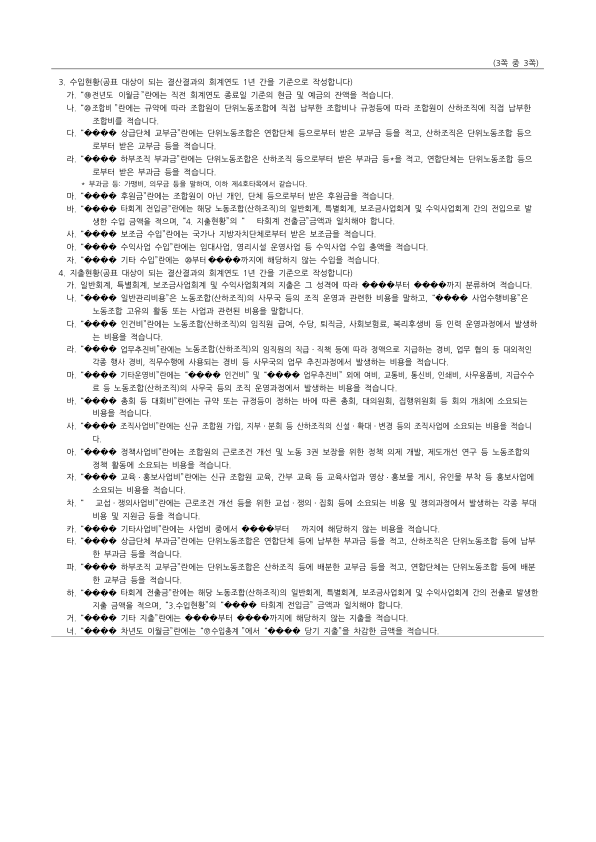 (3쪽 중 3쪽)
3. 수입현황(공표 대상이 되는 결산결과의 회계연도 1년 간을 기준으로 작성합니다)
가. "⑲전년도 이월금"란에는 직전 회계연도 종료일 기준의 현금 및 예금의 잔액을 적습니다.
나. "⑳조합비 "란에는 규약에 따라 조합원이 단위노동조합에 직접 납부한 조합비나 규정등에 따라 조합원이 산하조직에 직접 납부한
조합비를 적습니다.
다. "���� 상급단체 교부금"란에는 단위노동조합은 연합단체 등으로부터 받은 교부금 등을 적고, 산하조직은 단위노동조합 등으
로부터 받은 교부금 등을 적습니다.
라. "���� 하부조직 부과금"란에는 단위노동조합은 산하조직 등으로부터 받은 부과금 등*을 적고, 연합단체는 단위노동조합 등으
로부터 받은 부과금 등을 적습니다.
* 부과금 등: 가맹비, 의무금 등을 말하며, 이하 제4호타목에서 같습니다.
마. "���� 후원금"란에는 조합원이 아닌 개인, 단체 등으로부터 받은 후원금을 적습니다.
바. "���� 타회계 전입금"란에는 해당 노동조합(산하조직)의 일반회계, 특별회계, 보조금사업회계 및 수익사업회계 간의 전입으로 발
생한 수입 금액을 적으며, "4. 지출현황"의 " 타회계 전출금"금액과 일치해야 합니다.
사. "���� 보조금 수입"란에는 국가나 지방자치단체로부터 받은 보조금을 적습니다.
아. "���� 수익사업 수입"란에는 임대사업, 영리시설 운영사업 등 수익사업 수입 총액을 적습니다.
자. "���� 기타 수입"란에는 ⑳부터����까지에 해당하지 않는 수입을 적습니다.
4. 지출현황(공표 대상이 되는 결산결과의 회계연도 1년 간을 기준으로 작성합니다)
가. 일반회계, 특별회계, 보조금사업회계 및 수익사업회계의 지출은 그 성격에 따라 ����부터 ����까지 분류하여 적습니다.
나. "���� 일반관리비용"은 노동조합(산하조직)의 사무국 등의 조직 운영과 관련한 비용을 말하고, "���� 사업수행비용"은
노동조합 고유의 활동 또는 사업과 관련된 비용을 말합니다.
다. "���� 인건비"란에는 노동조합(산하조직)의 임직원 급여, 수당, 퇴직금, 사회보험료, 복리후생비 등 인력 운영과정에서 발생하
는 비용을 적습니다.
라. "���� 업무추진비"란에는 노동조합(산하조직)의 임직원의 직급ㆍ직책 등에 따라 정액으로 지급하는 경비, 업무 협의 등 대외적인
각종 행사 경비, 직무수행에 사용되는 경비 등 사무국의 업무 추진과정에서 발생하는 비용을 적습니다.
마. "���� 기타운영비"란에는 "���� 인건비" 및 "���� 업무추진비" 외에 여비, 교통비, 통신비, 인쇄비, 사무용품비, 지급수수
료 등 노동조합(산하조직)의 사무국 등의 조직 운영과정에서 발생하는 비용을 적습니다.
바. "���� 총회 등 대회비"란에는 규약 또는 규정등이 정하는 바에 따른 총회, 대의원회, 집행위원회 등 회의 개최에 소요되는
비용을 적습니다.
사. "���� 조직사업비"란에는 신규 조합원 가입, 지부ㆍ분회 등 산하조직의 신설ㆍ확대ㆍ변경 등의 조직사업에 소요되는 비용을 적습니
다.
아. "���� 정책사업비"란에는 조합원의 근로조건 개선 및 노동 3권 보장을 위한 정책 의제 개발, 제도개선 연구 등 노동조합의
정책 활동에 소요되는 비용을 적습니다.
자. "���� 교육ㆍ홍보사업비"란에는 신규 조합원 교육, 간부 교육 등 교육사업과 영상ㆍ홍보물 게시, 유인물 부착 등 홍보사업에
소요되는 비용을 적습니다.
차. " 교섭ㆍ쟁의사업비"란에는 근로조건 개선 등을 위한 교섭ㆍ쟁의ㆍ집회 등에 소요되는 비용 및 쟁의과정에서 발생하는 각종 부대
비용 및 지원금 등을 적습니다.
카. "���� 기타사업비"란에는 사업비 중에서 ����부터 까지에 해당하지 않는 비용을 적습니다.
타. "���� 상급단체 부과금"란에는 단위노동조합은 연합단체 등에 납부한 부과금 등을 적고, 산하조직은 단위노동조합 등에 납부
한 부과금 등을 적습니다.
파. "���� 하부조직 교부금"란에는 단위노동조합은 산하조직 등에 배분한 교부금 등을 적고, 연합단체는 단위노동조합 등에 배분
한 교부금 등을 적습니다.
하. "���� 타회계 전출금"란에는 해당 노동조합(산하조직)의 일반회계, 특별회계, 보조금사업회계 및 수익사업회계 간의 전출로 발생한
지출 금액을 적으며, "3.수입현황"의 "���� 타회계 전입금" 금액과 일치해야 합니다.
거. "���� 기타 지출"란에는 ����부터 ����까지에 해당하지 않는 지출을 적습니다.
너. "���� 차년도 이월금"란에는 "⑰수입총계 "에서 "���� 당기 지출"을 차감한 금액을 적습니다.